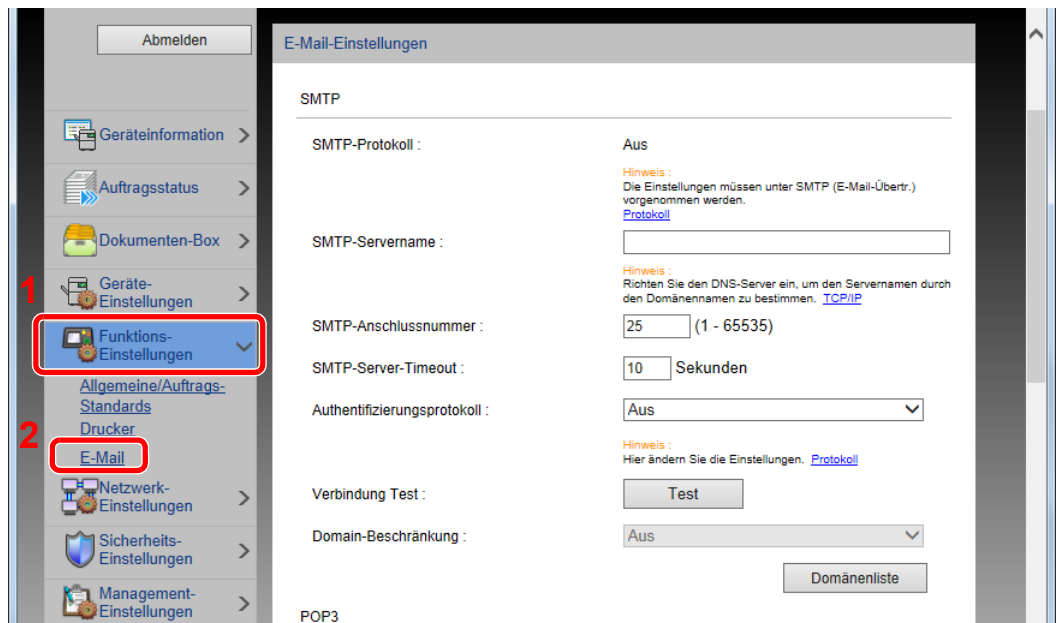 Abmelden
Geräteinformation
Auftragsstatus
Dokumenten-Box
1
Geräte-
Einstellungen
Funktions-
Einstellungen
Allgemeine/Auftrags-
Standards
Drucker
2
E-Mail
Netzwerk-
Einstellungen
Sicherheits-
Einstellungen
Management-
Einstellungen
E-Mail-Einstellungen
SMTP
SMTP-Protokoll : Aus
Hinweis :
Die Einstellungen müssen unter SMTP (E-Mail-Übertr.)
vorgenommen werden.
Protokoll
SMTP-Servername :
Hinweis :
Richten Sie den DNS-Server ein, um den Servernamen durch
den Domänennamen zu bestimmen. TCP/IP
SMTP-Anschlussnummer : 25 (1 - 65535)
SMTP-Server-Timeout : 10 Sekunden
Authentifizierungsprotokoll : Aus
Hinweis :
Hier ändern Sie die Einstellungen. Protokoll
Verbindung Test : Test
Domain-Beschränkung : Aus
Domänenliste
POP3